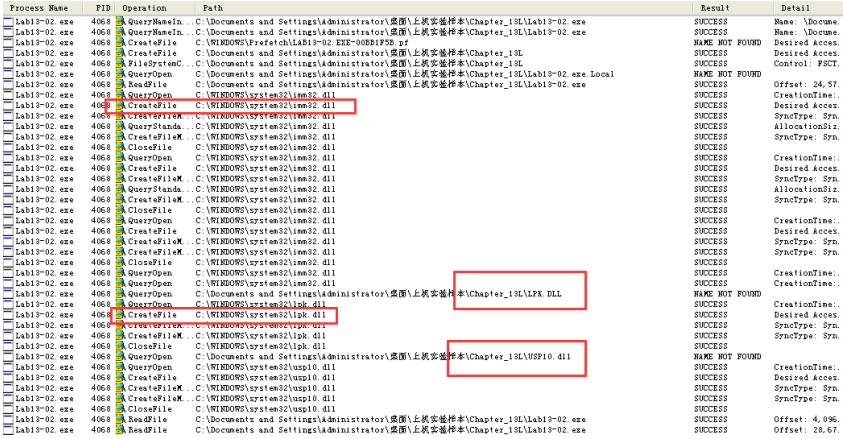 Process Name PID Operation Path Result Detail
Lab13-02.exe 4068 QueryNameIn... C:\Documents and Settings\Administrator\桌面\上机实验样本\Chapter_13L\Lab13-02.exe SUCCESS Name: \Docume.
Lab13-02.exe 4068 QueryNameIn... C:\Documents and Settings\Administrator\桌面\上机实验样本\Chapter_13L\Lab13-02.exe SUCCESS Name: \Docume.
Lab13-02.exe 4068 CreateFile C:\WINDOWS\Prefetch\LAB13-02.EXE-00BB1F5B.pf NAME NOT FOUND Desired Acces.
Lab13-02.exe 4068 CreateFile C:\Documents and Settings\Administrator\桌面\上机实验样本\Chapter_13L SUCCESS Desired Acces.
Lab13-02.exe 4068 FileSystemC... C:\Documents and Settings\Administrator\桌面\上机实验样本\Chapter_13L SUCCESS Control: FSCT.
Lab13-02.exe 4068 QueryOpen C:\Documents and Settings\Administrator\桌面\上机实验样本\Chapter_13L\Lab13-02.exe.Local NAME NOT FOUND
Lab13-02.exe 4068 ReadFile C:\Documents and Settings\Administrator\桌面\上机实验样本\Chapter_13L\Lab13-02.exe SUCCESS Offset: 24,57.
Lab13-02.exe 4068 QueryOpen C:\WINDOWS\system32\imm32.dll SUCCESS CreationTime:.
Lab13-02.exe 4068 CreateFile C:\WINDOWS\system32\imm32.dll SUCCESS Desired Acces.
Lab13-02.exe 4068 CreateFileM... C:\WINDOWS\system32\imm32.dll SUCCESS SyncType: Syn.
Lab13-02.exe 4068 QueryStanda... C:\WINDOWS\system32\imm32.dll SUCCESS AllocationSiz.
Lab13-02.exe 4068 CreateFileM... C:\WINDOWS\system32\imm32.dll SUCCESS SyncType: Syn.
Lab13-02.exe 4068 CloseFile C:\WINDOWS\system32\imm32.dll SUCCESS
Lab13-02.exe 4068 QueryOpen C:\WINDOWS\system32\imm32.dll SUCCESS CreationTime:.
Lab13-02.exe 4068 CreateFile C:\WINDOWS\system32\imm32.dll SUCCESS Desired Acces.
Lab13-02.exe 4068 CreateFileM... C:\WINDOWS\system32\imm32.dll SUCCESS SyncType: Syn.
Lab13-02.exe 4068 QueryStanda... C:\WINDOWS\system32\imm32.dll SUCCESS AllocationSiz.
Lab13-02.exe 4068 CreateFileM... C:\WINDOWS\system32\imm32.dll SUCCESS SyncType: Syn.
Lab13-02.exe 4068 CloseFile C:\WINDOWS\system32\imm32.dll SUCCESS
Lab13-02.exe 4068 QueryOpen C:\WINDOWS\system32\imm32.dll SUCCESS CreationTime:.
Lab13-02.exe 4068 CreateFile C:\WINDOWS\system32\imm32.dll SUCCESS Desired Acces.
Lab13-02.exe 4068 CreateFileM... C:\WINDOWS\system32\imm32.dll SUCCESS SyncType: Syn.
Lab13-02.exe 4068 CreateFileM... C:\WINDOWS\system32\imm32.dll SUCCESS SyncType: Syn.
Lab13-02.exe 4068 CloseFile C:\WINDOWS\system32\imm32.dll SUCCESS
Lab13-02.exe 4068 QueryOpen C:\WINDOWS\system32\imm32.dll SUCCESS CreationTime:.
Lab13-02.exe 4068 QueryOpen C:\WINDOWS\system32\imm32.dll SUCCESS CreationTime:.
Lab13-02.exe 4068 QueryOpen C:\Documents and Settings\Administrator\桌面\上机实验样本\Chapter_13L\LPK.DLL NAME NOT FOUND
Lab13-02.exe 4068 QueryOpen C:\WINDOWS\system32\lpk.dll SUCCESS CreationTime:.
Lab13-02.exe 4068 CreateFile C:\WINDOWS\system32\lpk.dll SUCCESS Desired Acces.
Lab13-02.exe 4068 CreateFileM... C:\WINDOWS\system32\lpk.dll SUCCESS SyncType: Syn.
Lab13-02.exe 4068 CreateFileM... C:\WINDOWS\system32\lpk.dll SUCCESS SyncType: Syn.
Lab13-02.exe 4068 CloseFile C:\WINDOWS\system32\lpk.dll SUCCESS
Lab13-02.exe 4068 QueryOpen C:\Documents and Settings\Administrator\桌面\上机实验样本\Chapter_13L\USP10.dll NAME NOT FOUND
Lab13-02.exe 4068 QueryOpen C:\WINDOWS\system32\usp10.dll SUCCESS CreationTime:.
Lab13-02.exe 4068 CreateFile C:\WINDOWS\system32\usp10.dll SUCCESS Desired Acces.
Lab13-02.exe 4068 CreateFileM... C:\WINDOWS\system32\usp10.dll SUCCESS SyncType: Syn.
Lab13-02.exe 4068 CreateFileM... C:\WINDOWS\system32\usp10.dll SUCCESS SyncType: Syn.
Lab13-02.exe 4068 CloseFile C:\WINDOWS\system32\usp10.dll SUCCESS
Lab13-02.exe 4068 ReadFile C:\Documents and Settings\Administrator\桌面\上机实验样本\Chapter_13L\Lab13-02.exe SUCCESS Offset: 4,096.
Lab13-02.exe 4068 ReadFile C:\Documents and Settings\Administrator\桌面\上机实验样本\Chapter_13L\Lab13-02.exe SUCCESS Offset: 28,67.